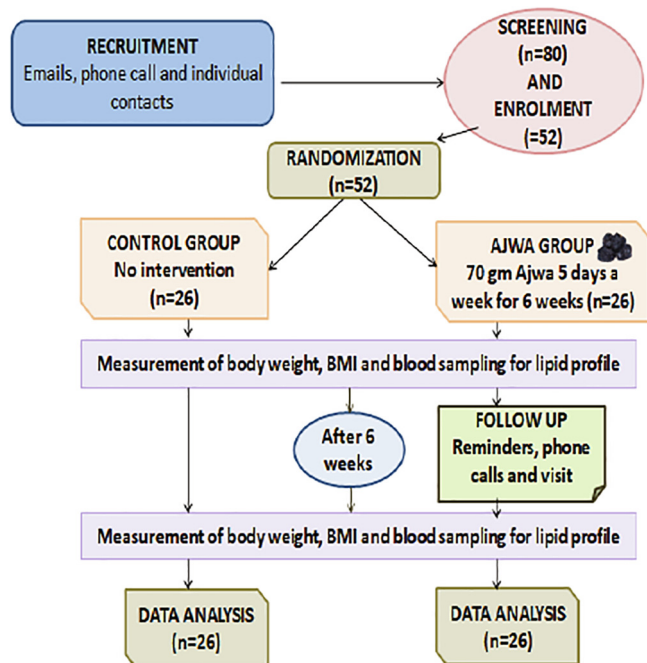 RECRUITMENT
Emails, phone call and individual
contacts
SCREENING
(n=80)
AND
ENROLMENT
(=52)
RANDOMIZATION
(n=52)
CONTROL GROUP
No intervention
(n=26)
AJWA GROUP
70 gm Ajwa 5 days a
week for 6 weeks (n=26)
Measurement of body weight, BMI and blood sampling for lipid profile
After 6
weeks
FOLLOW UP
Reminders, phone
calls and visit
Measurement of body weight, BMI and blood sampling for lipid profile
DATA ANALYSIS
(n=26)
DATA ANALYSIS
(n=26)